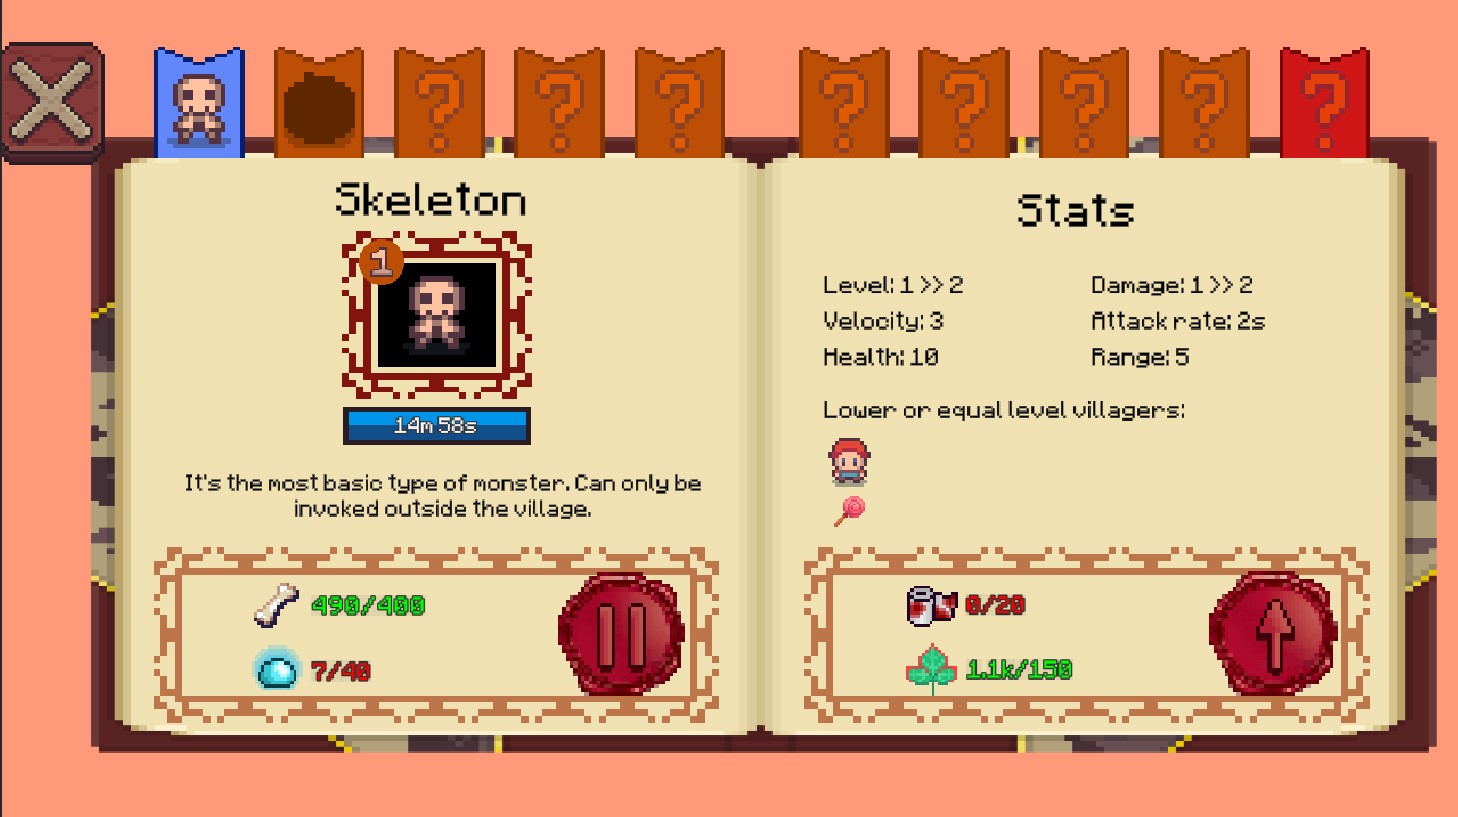 ? ? ? ? ? ? ? ?
Skeleton
1
14m 58s
It's the most basic type of monster. Can only be
invoked outside the village.
490/400
7/40
Stats
Level: 1 >> 2
Damage: 1 >> 2
Velocity: 3
Attack rate: 2s
Health: 10
Range: 5
Lower or equal level villagers:
0/20
1.1k/150